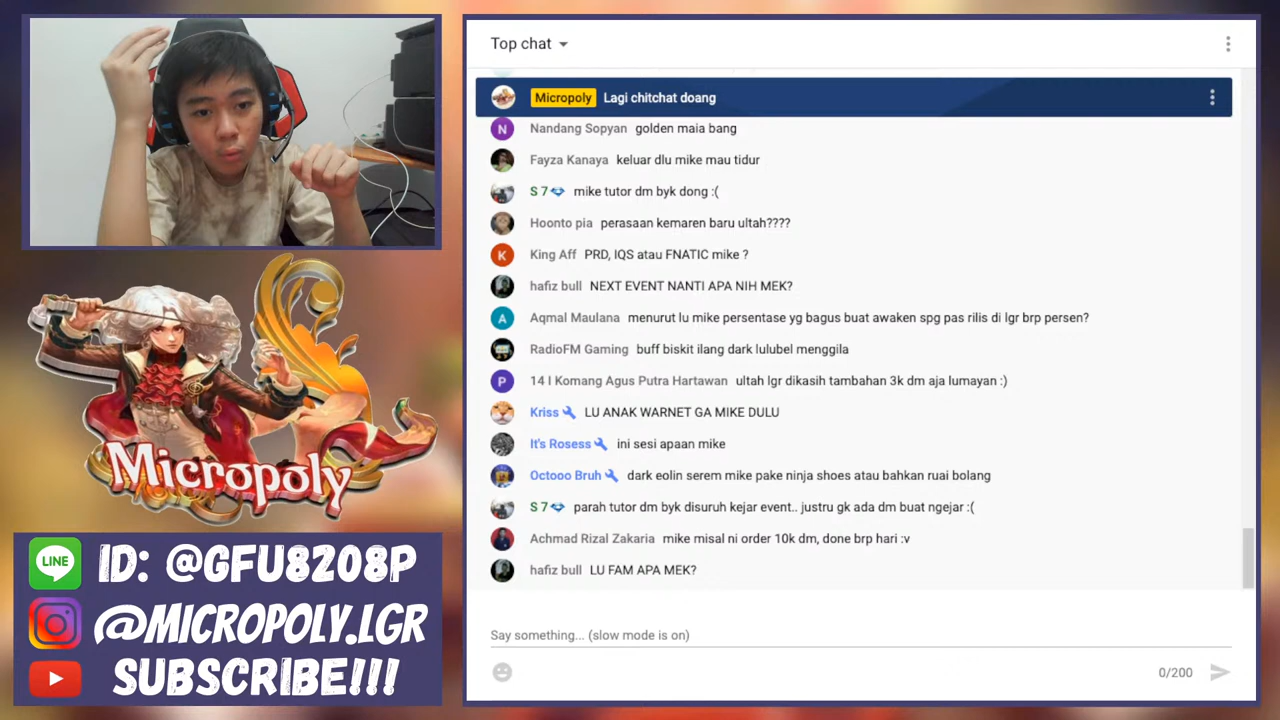 Top chat
Micropoly Lagi chitchat doang
N Nandang Sopyan golden maia bang
Fayza Kanaya keluar dlu mike mau tidur
S 7 mike tutor dm byk dong :(
Hoonto pia perasaan kemaren baru ultah????
K King Aff PRD, IQS atau FNATIC mike ?
hafiz bull NEXT EVENT NANTI APA NIH MEK?
A Aqmal Maulana menurut lu mike persentase yg bagus buat awaken spg pas rilis di lgr brp persen?
RadioFM Gaming buff biskit ilang dark lulubel menggila
P 14 I Komang Agus Putra Hartawan ultah lgr dikasih tambahan 3k dm aja lumayan :)
Kriss LU ANAK WARNET GA MIKE DULU
It's Rosess ini sesi apaan mike
Octooo Bruh dark eolin serem mike pake ninja shoes atau bahkan ruai bolang
S 7 parah tutor dm byk disuruh kejar event.. justru gk ada dm buat ngejar :(
Achmad Rizal Zakaria mike misal ni order 10k dm, done brp hari :v
hafiz bull LU FAM APA MEK?
Say something... (slow mode is on)
0/200
Micropoly
LINE ID: @GFU8208P
@MICROPOLY.LGR
SUBSCRIBE!!!